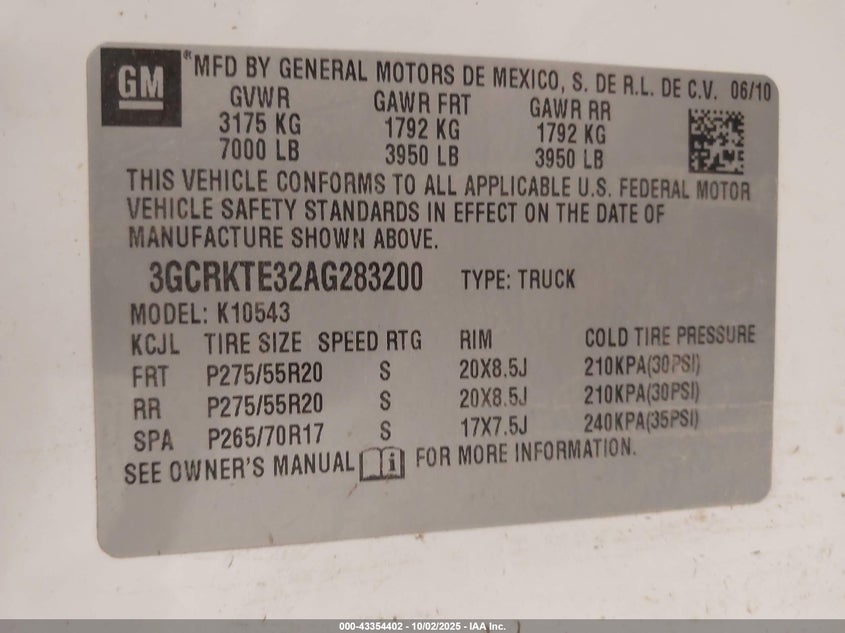 GM ® MFD BY GENERAL MOTORS DE MEXICO, S. DE R.L. DE C.V. 06/10
GVWR GAWR FRT GAWR RR
3175 KG 1792 KG 1792 KG
7000 LB 3950 LB 3950 LB
THIS VEHICLE CONFORMS TO ALL APPLICABLE U.S. FEDERAL MOTOR
VEHICLE SAFETY STANDARDS IN EFFECT ON THE DATE OF
MANUFACTURE SHOWN ABOVE.
3GCRKTE32AG283200 TYPE: TRUCK
MODEL: K10543
KCJL TIRE SIZE SPEED RTG RIM COLD TIRE PRESSURE
FRT P275/55R20 S 20X8.5J 210KPA(30PSI)
RR P275/55R20 S 20X8.5J 210KPA(30PSI)
SPA P265/70R17 S 17X7.5J 240KPA(35PSI)
SEE OWNER'S MANUAL i FOR MORE INFORMATION.
000-43354402 - 10/02/2025 - IAA Inc.